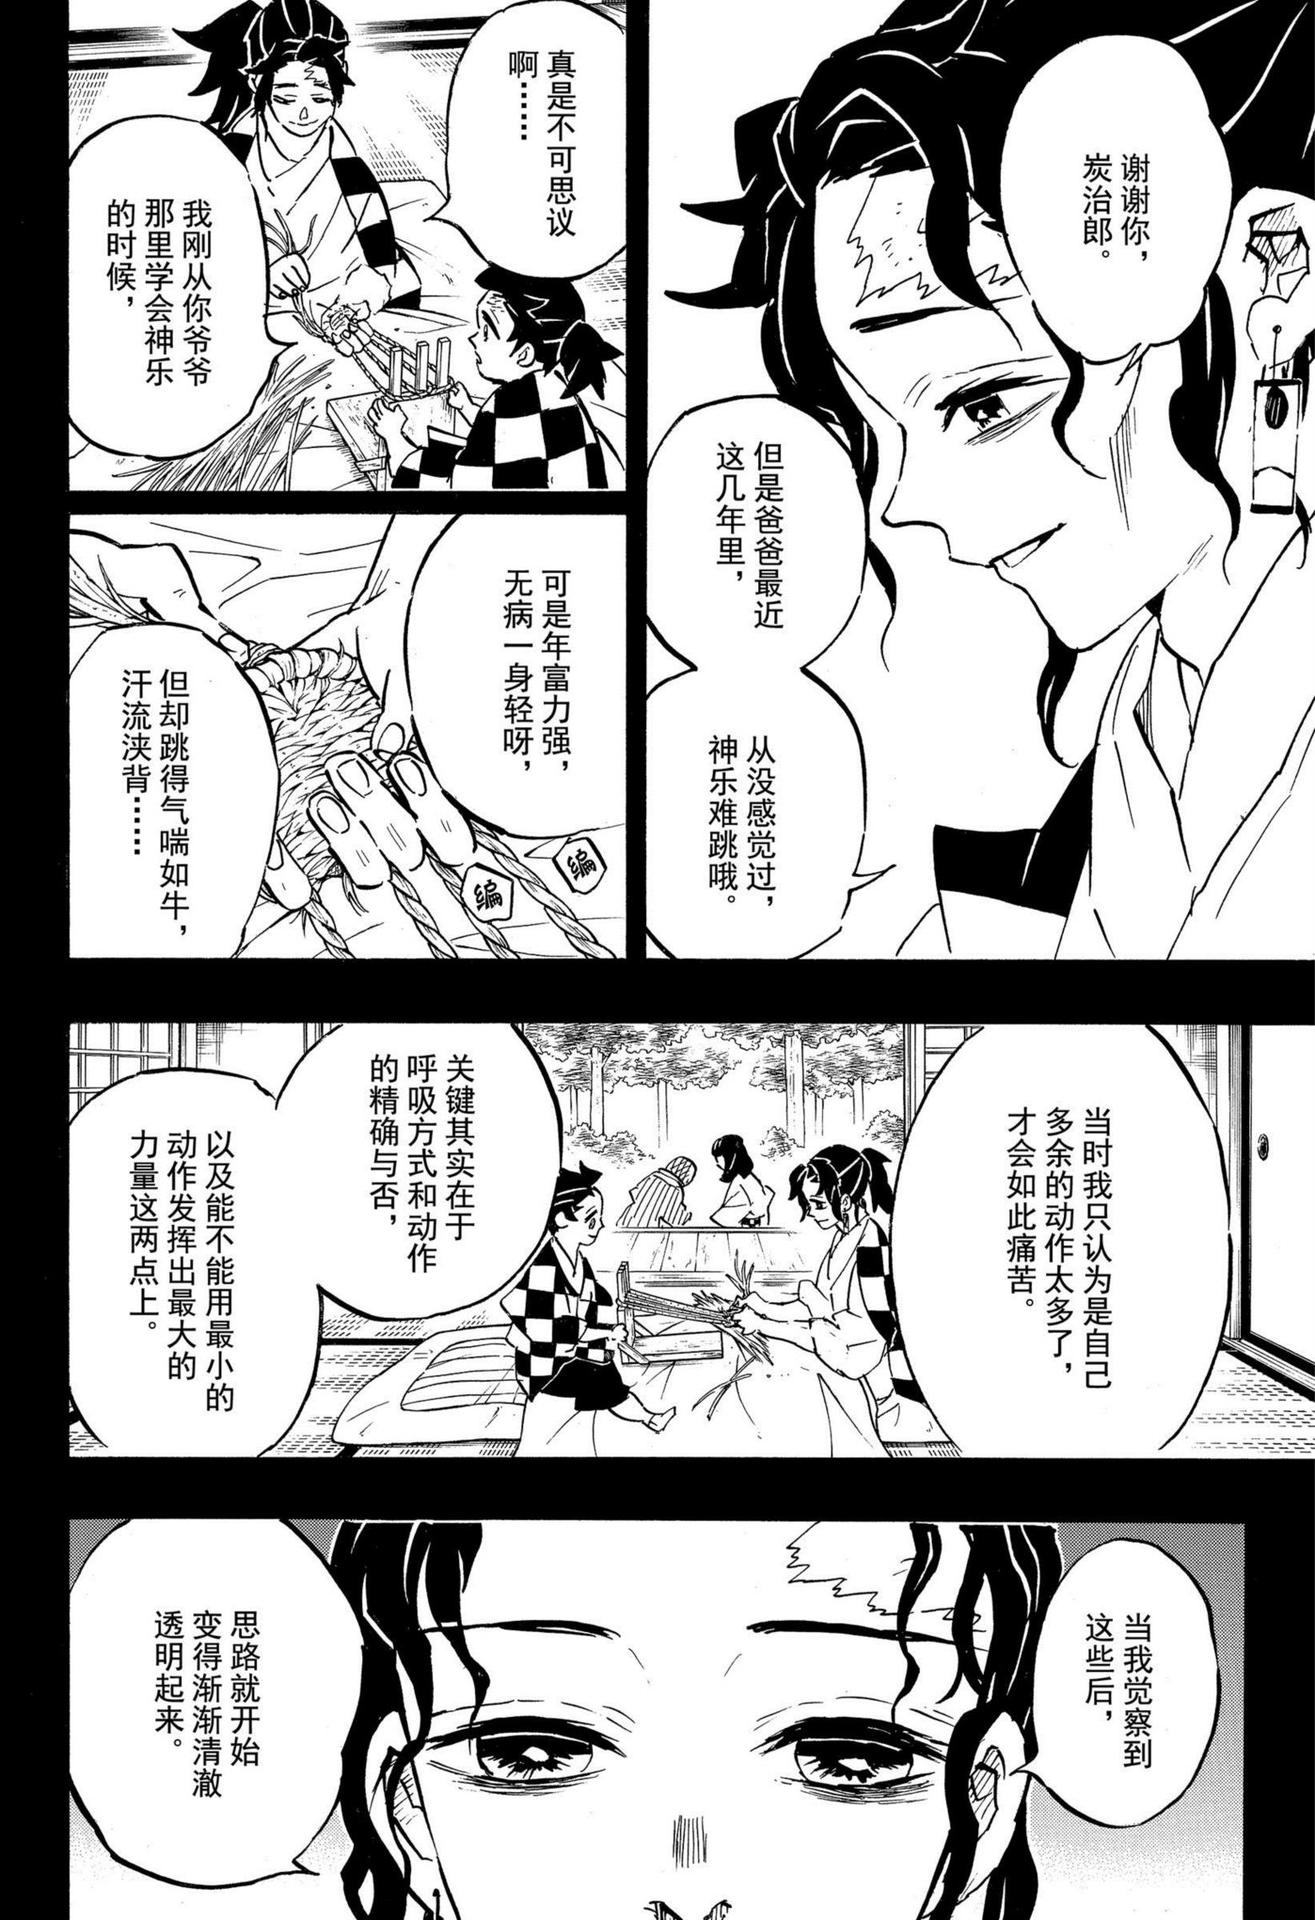 谢谢你，
炭治郎。
但是爸爸最近
这几年里，
从没感觉过，
神乐难跳哦。
真是不可思议
啊……
我刚从你爷爷
那里学会神乐
的时候，
可是年富力强，
无病一身轻呀，
但却跳得气喘如牛，
汗流浃背……
编
编
当时我只认为是自己
多余的动作太多了，
才会如此痛苦。
关键其实在于
呼吸方式和动作
的精确与否，
以及能不能用最小的
动作发挥出最大的
力量这两点上。
当我觉察到
这些后，
思路就开始
变得渐渐清澈
透明起来。